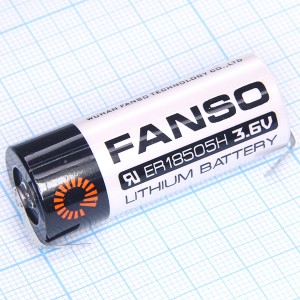 WUHAN FANSO TECHNOLOGY CO.,LTD.
FANSO
ER18505H 3.6V
LITHIUM BATTERY